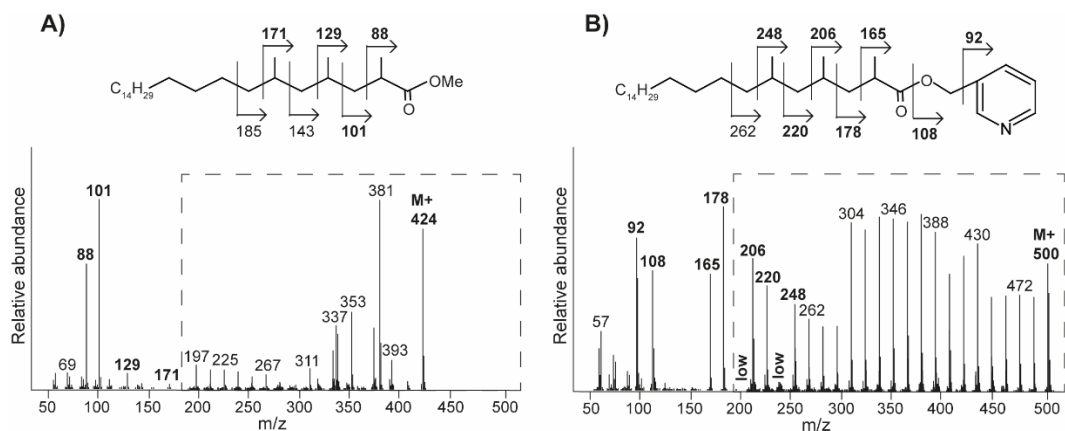 A)
171 129 88
C14H29
OMe
O
185 143 101
Relative abundance
101
88
69
129
171
197
225
267
311
337
353
381
393
M+
424
50 100 150 200 250 300 350 400 450 500
m/z
B)
248 206 165 92
C14H29
O
O
N
262 220 178 108
Relative abundance
57
92
108
165
178
low
206
220
low
248
262
304
346
388
430
472
M+
500
50 100 150 200 250 300 350 400 450 500
m/z